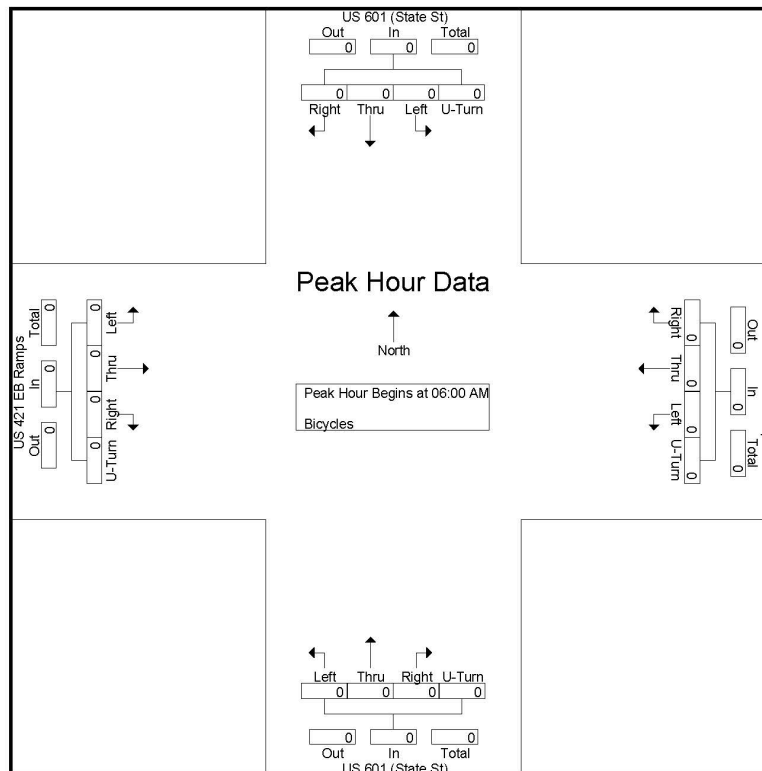 US 601 (State St)
Out In Total
0 0 0
0 0 0 0
Right Thru Left U-Turn
Peak Hour Data
North
Peak Hour Begins at 06:00 AM
Bicycles
US 421 EB Ramps
Total In Out
0 0 0
0 0 0 0
Left Thru Right U-Turn
Right Thru Left U-Turn
0 0 0 0
0 0 0
Out In Total
Left Thru Right U-Turn
0 0 0 0
0 0 0
Out In Total
US 601 (State St)